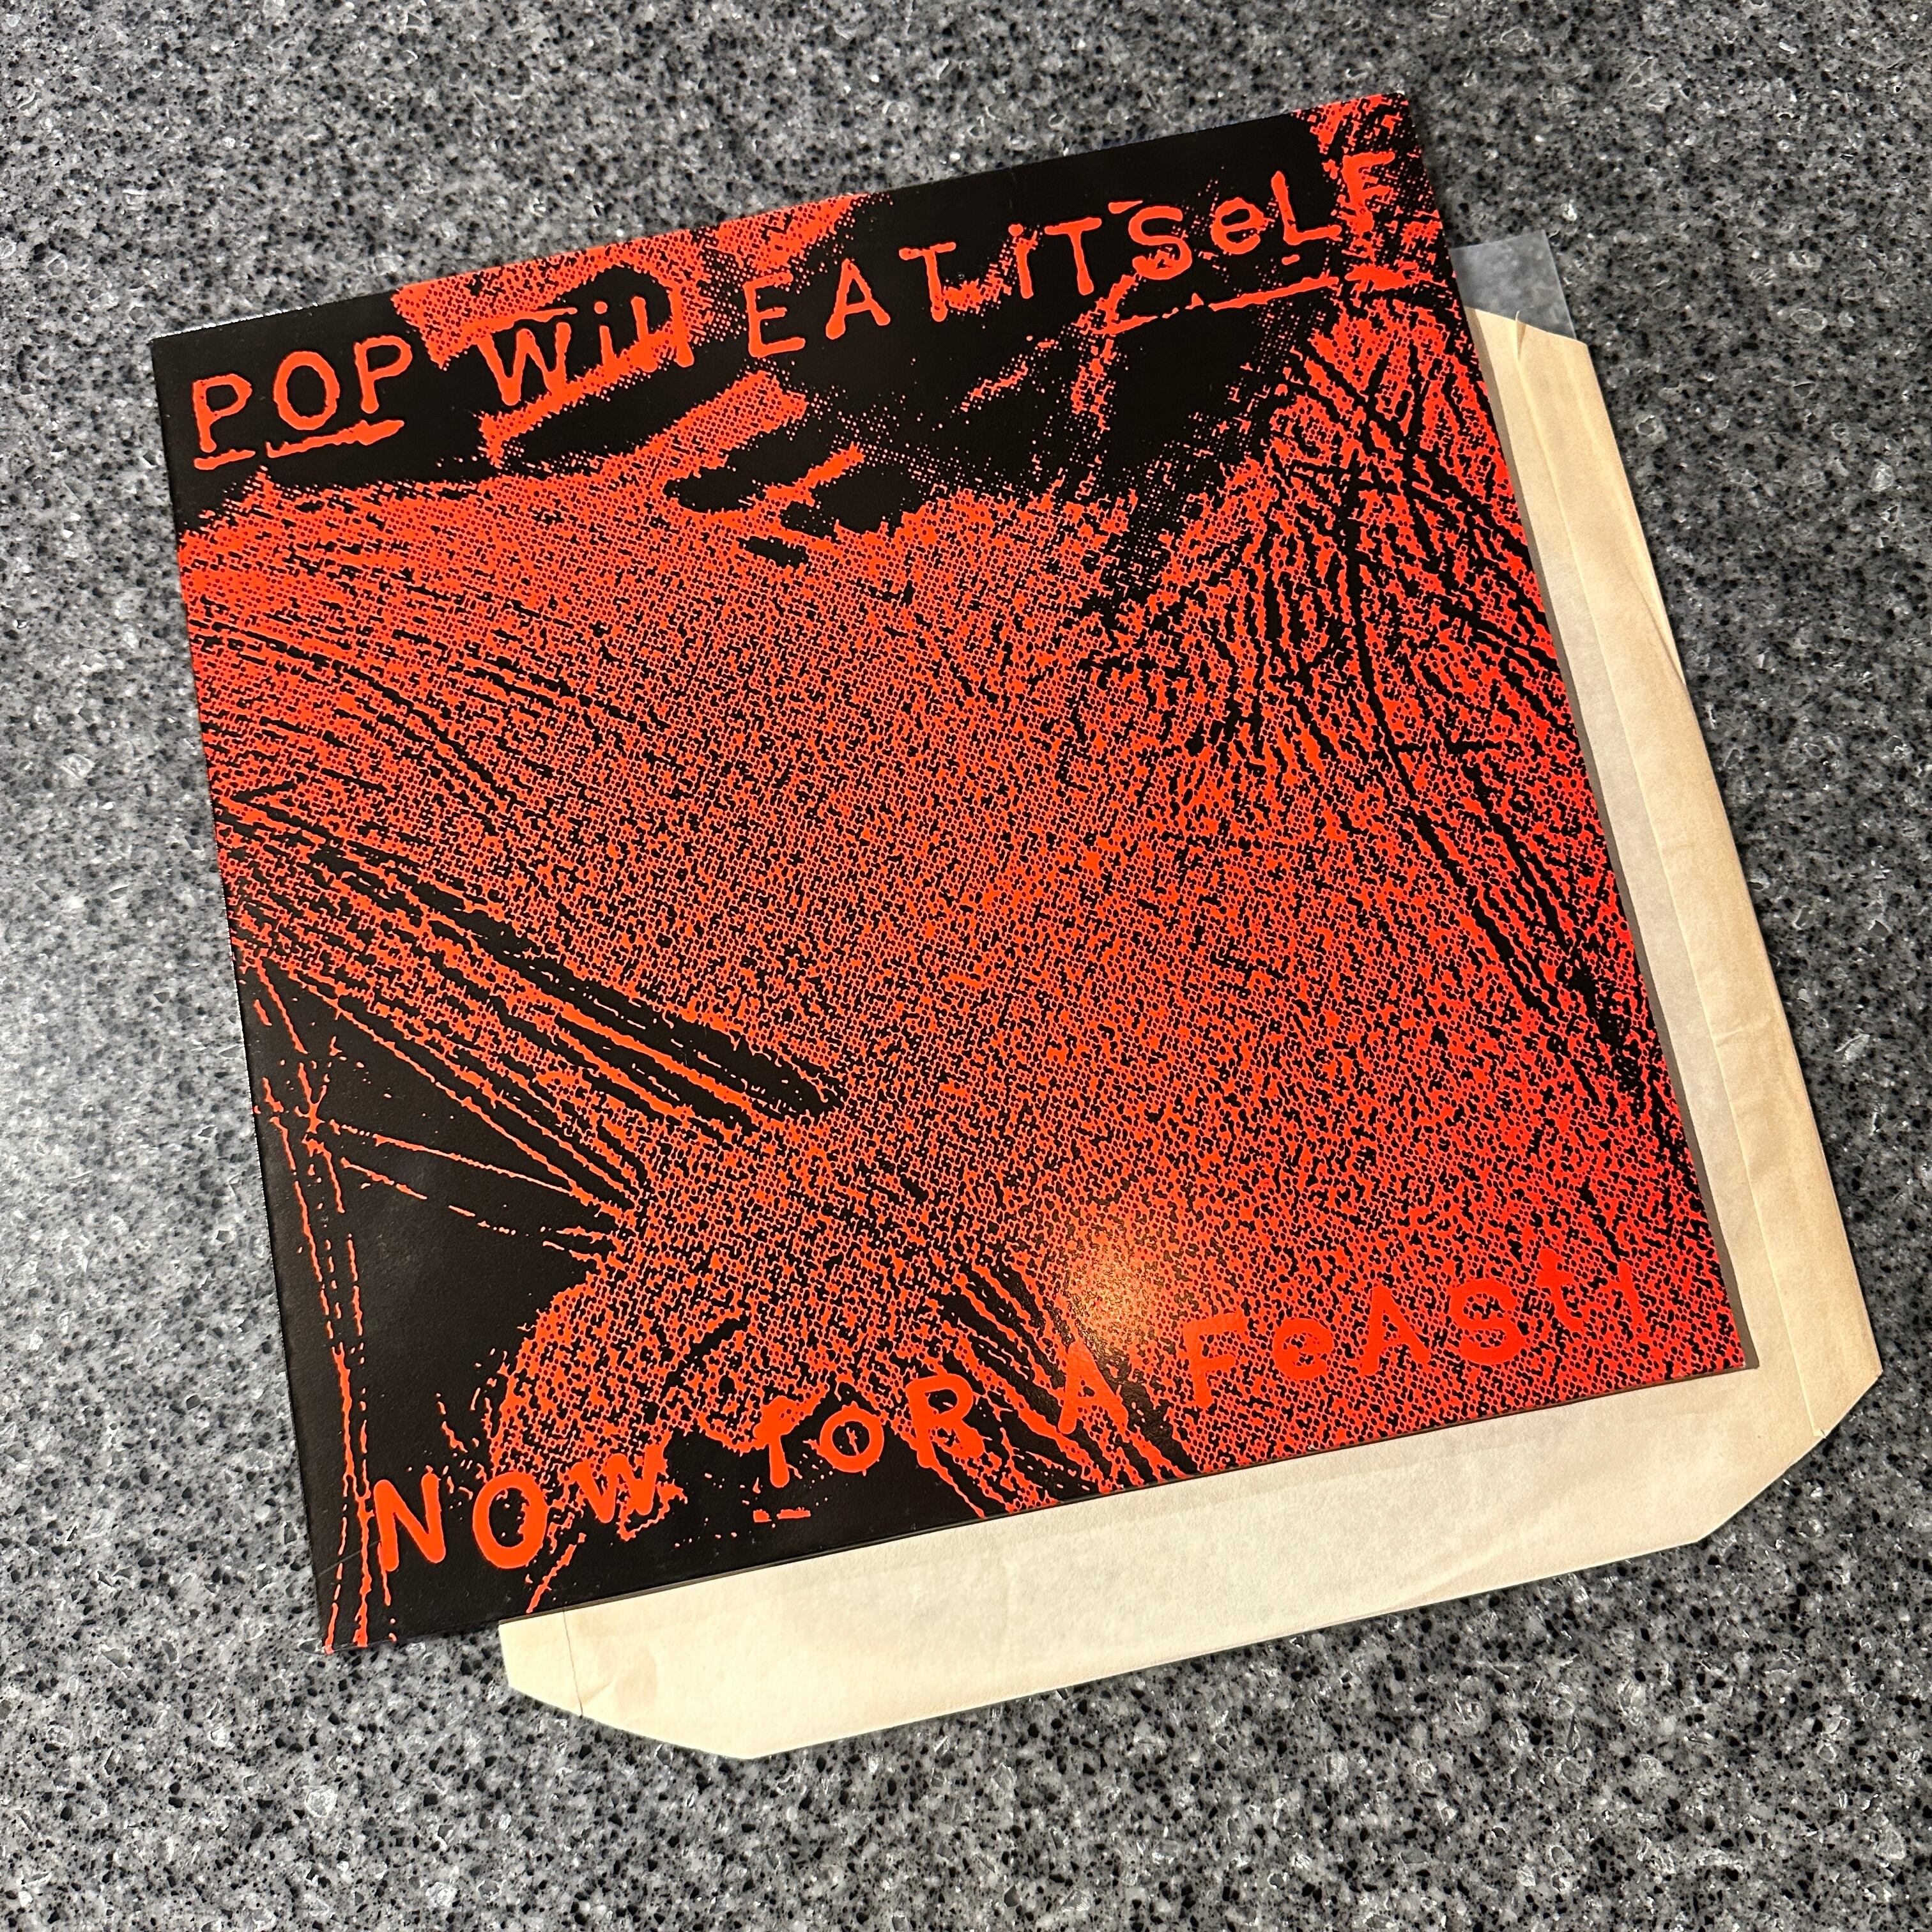 POP WiLL EAT iTSeLF
NOw foR A FeASt!